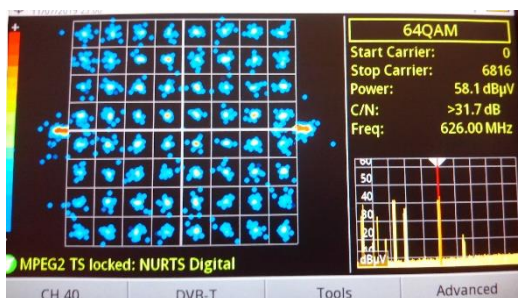 64QAM
Start Carrier: 0
Stop Carrier: 6816
Power: 58.1 dBµV
C/N: >31.7 dB
Freq: 626.00 MHz
60
50
40
30
20
dBµV
MPEG2 TS locked: NURTS Digital
CH 40 DVB-T Tools Advanced